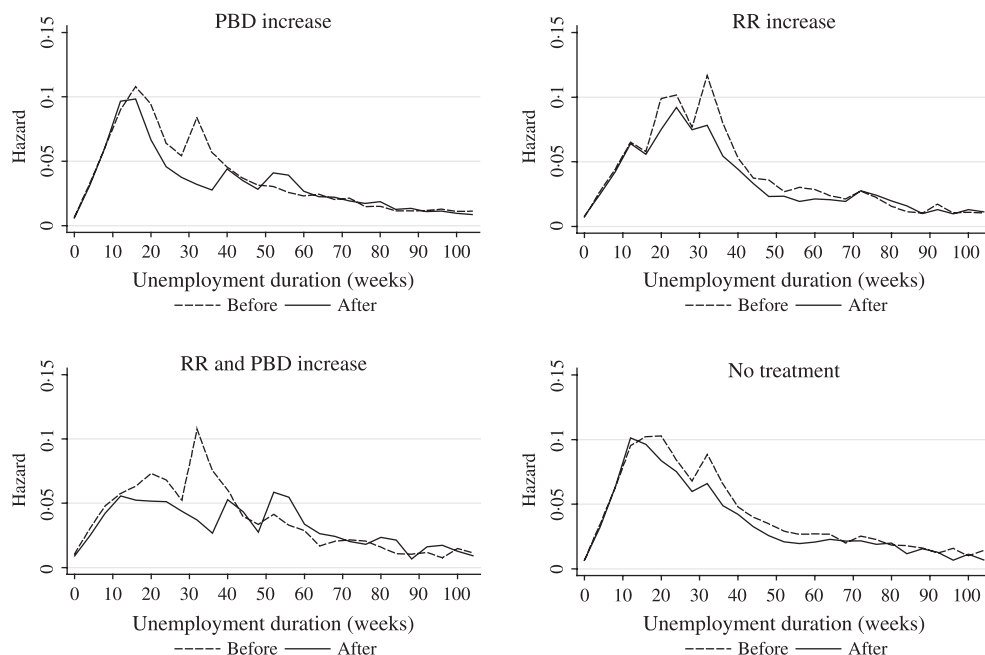 PBD increase
0·15
0·1
0·05
0
Hazard
0 10 20 30 40 50 60 70 80 90 100
Unemployment duration (weeks)
Before After
RR increase
0·15
0·1
0·05
0
Hazard
0 10 20 30 40 50 60 70 80 90 100
Unemployment duration (weeks)
Before After
RR and PBD increase
0·15
0·1
0·05
0
Hazard
0 10 20 30 40 50 60 70 80 90 100
Unemployment duration (weeks)
Before After
No treatment
0·15
0·1
0·05
0
Hazard
0 10 20 30 40 50 60 70 80 90 100
Unemployment duration (weeks)
Before After